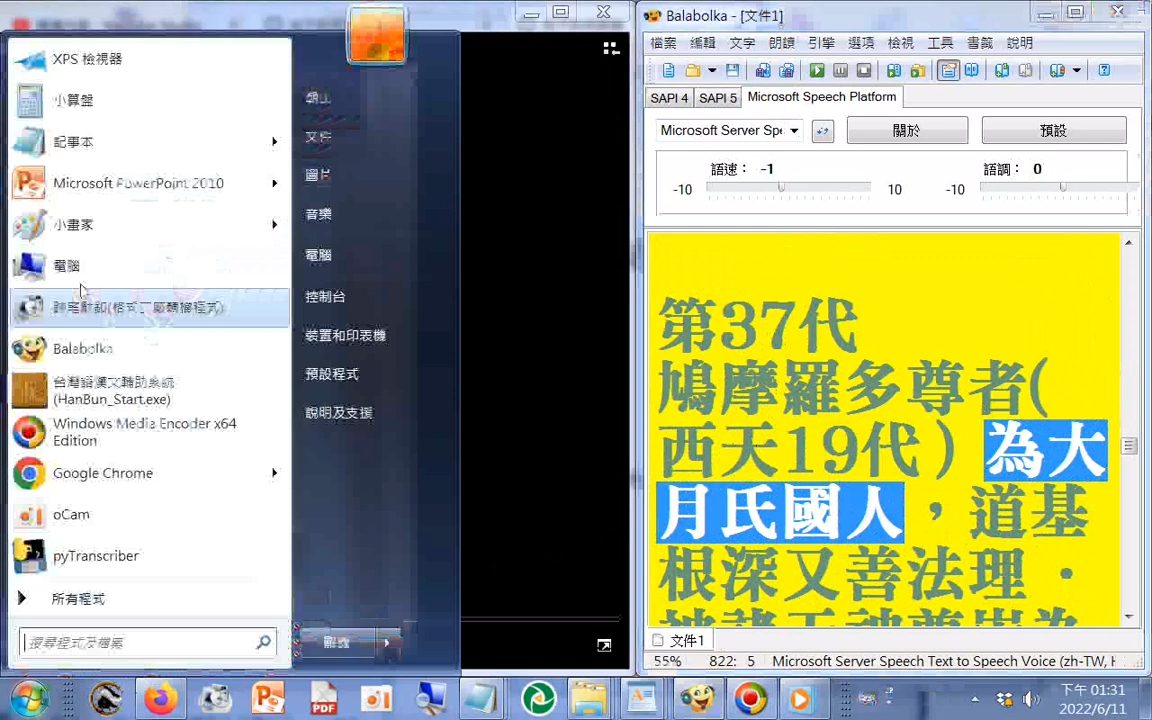 XPS 檢視器
小算盤
記事本
Microsoft PowerPoint 2010
小畫家
電腦
Balabolka
台灣語漢文輔助系統
(HanBun_Start.exe)
Windows Media Encoder x64
Edition
Google Chrome
oCam
pyTranscriber
所有程式
搜尋程式及檔案
文件
圖片
音樂
電腦
控制台
裝置和印表機
預設程式
說明及支援
Balabolka - [文件1]
檔案 編輯 文字 朗讀 引擎 選項 檢視 工具 書籤 說明
SAPI 4 SAPI 5 Microsoft Speech Platform
Microsoft Server Spe 關於 預設
語速： -1 語調： 0
-10 10 -10
第37代
鳩摩羅多尊者(
西天19代）為大
月氏國人，道基
根深又善法理．
文件1
55% 822: 5 Microsoft Server Speech Text to Speech Voice (zh-TW, H
下午 01:31
2022/6/11